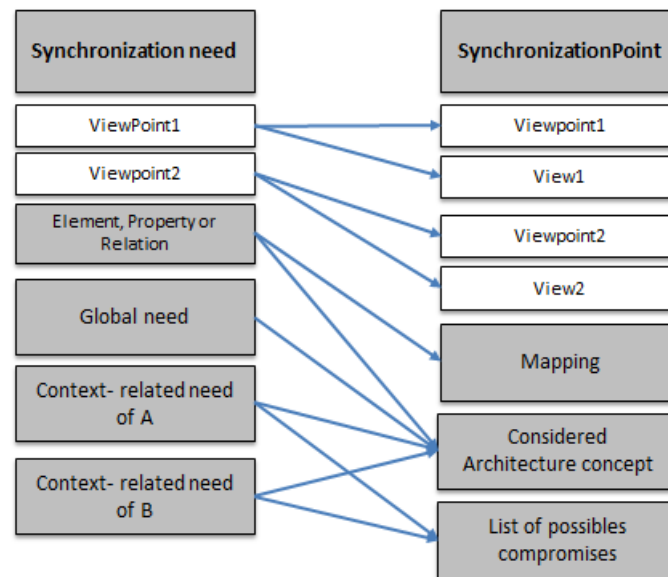 Synchronization need
ViewPoint1
Viewpoint2
Element, Property or
Relation
Global need
Context- related need
of A
Context- related need
of B
SynchronizationPoint
Viewpoint1
View1
Viewpoint2
View2
Mapping
Considered
Architecture concept
List of possibles
compromises